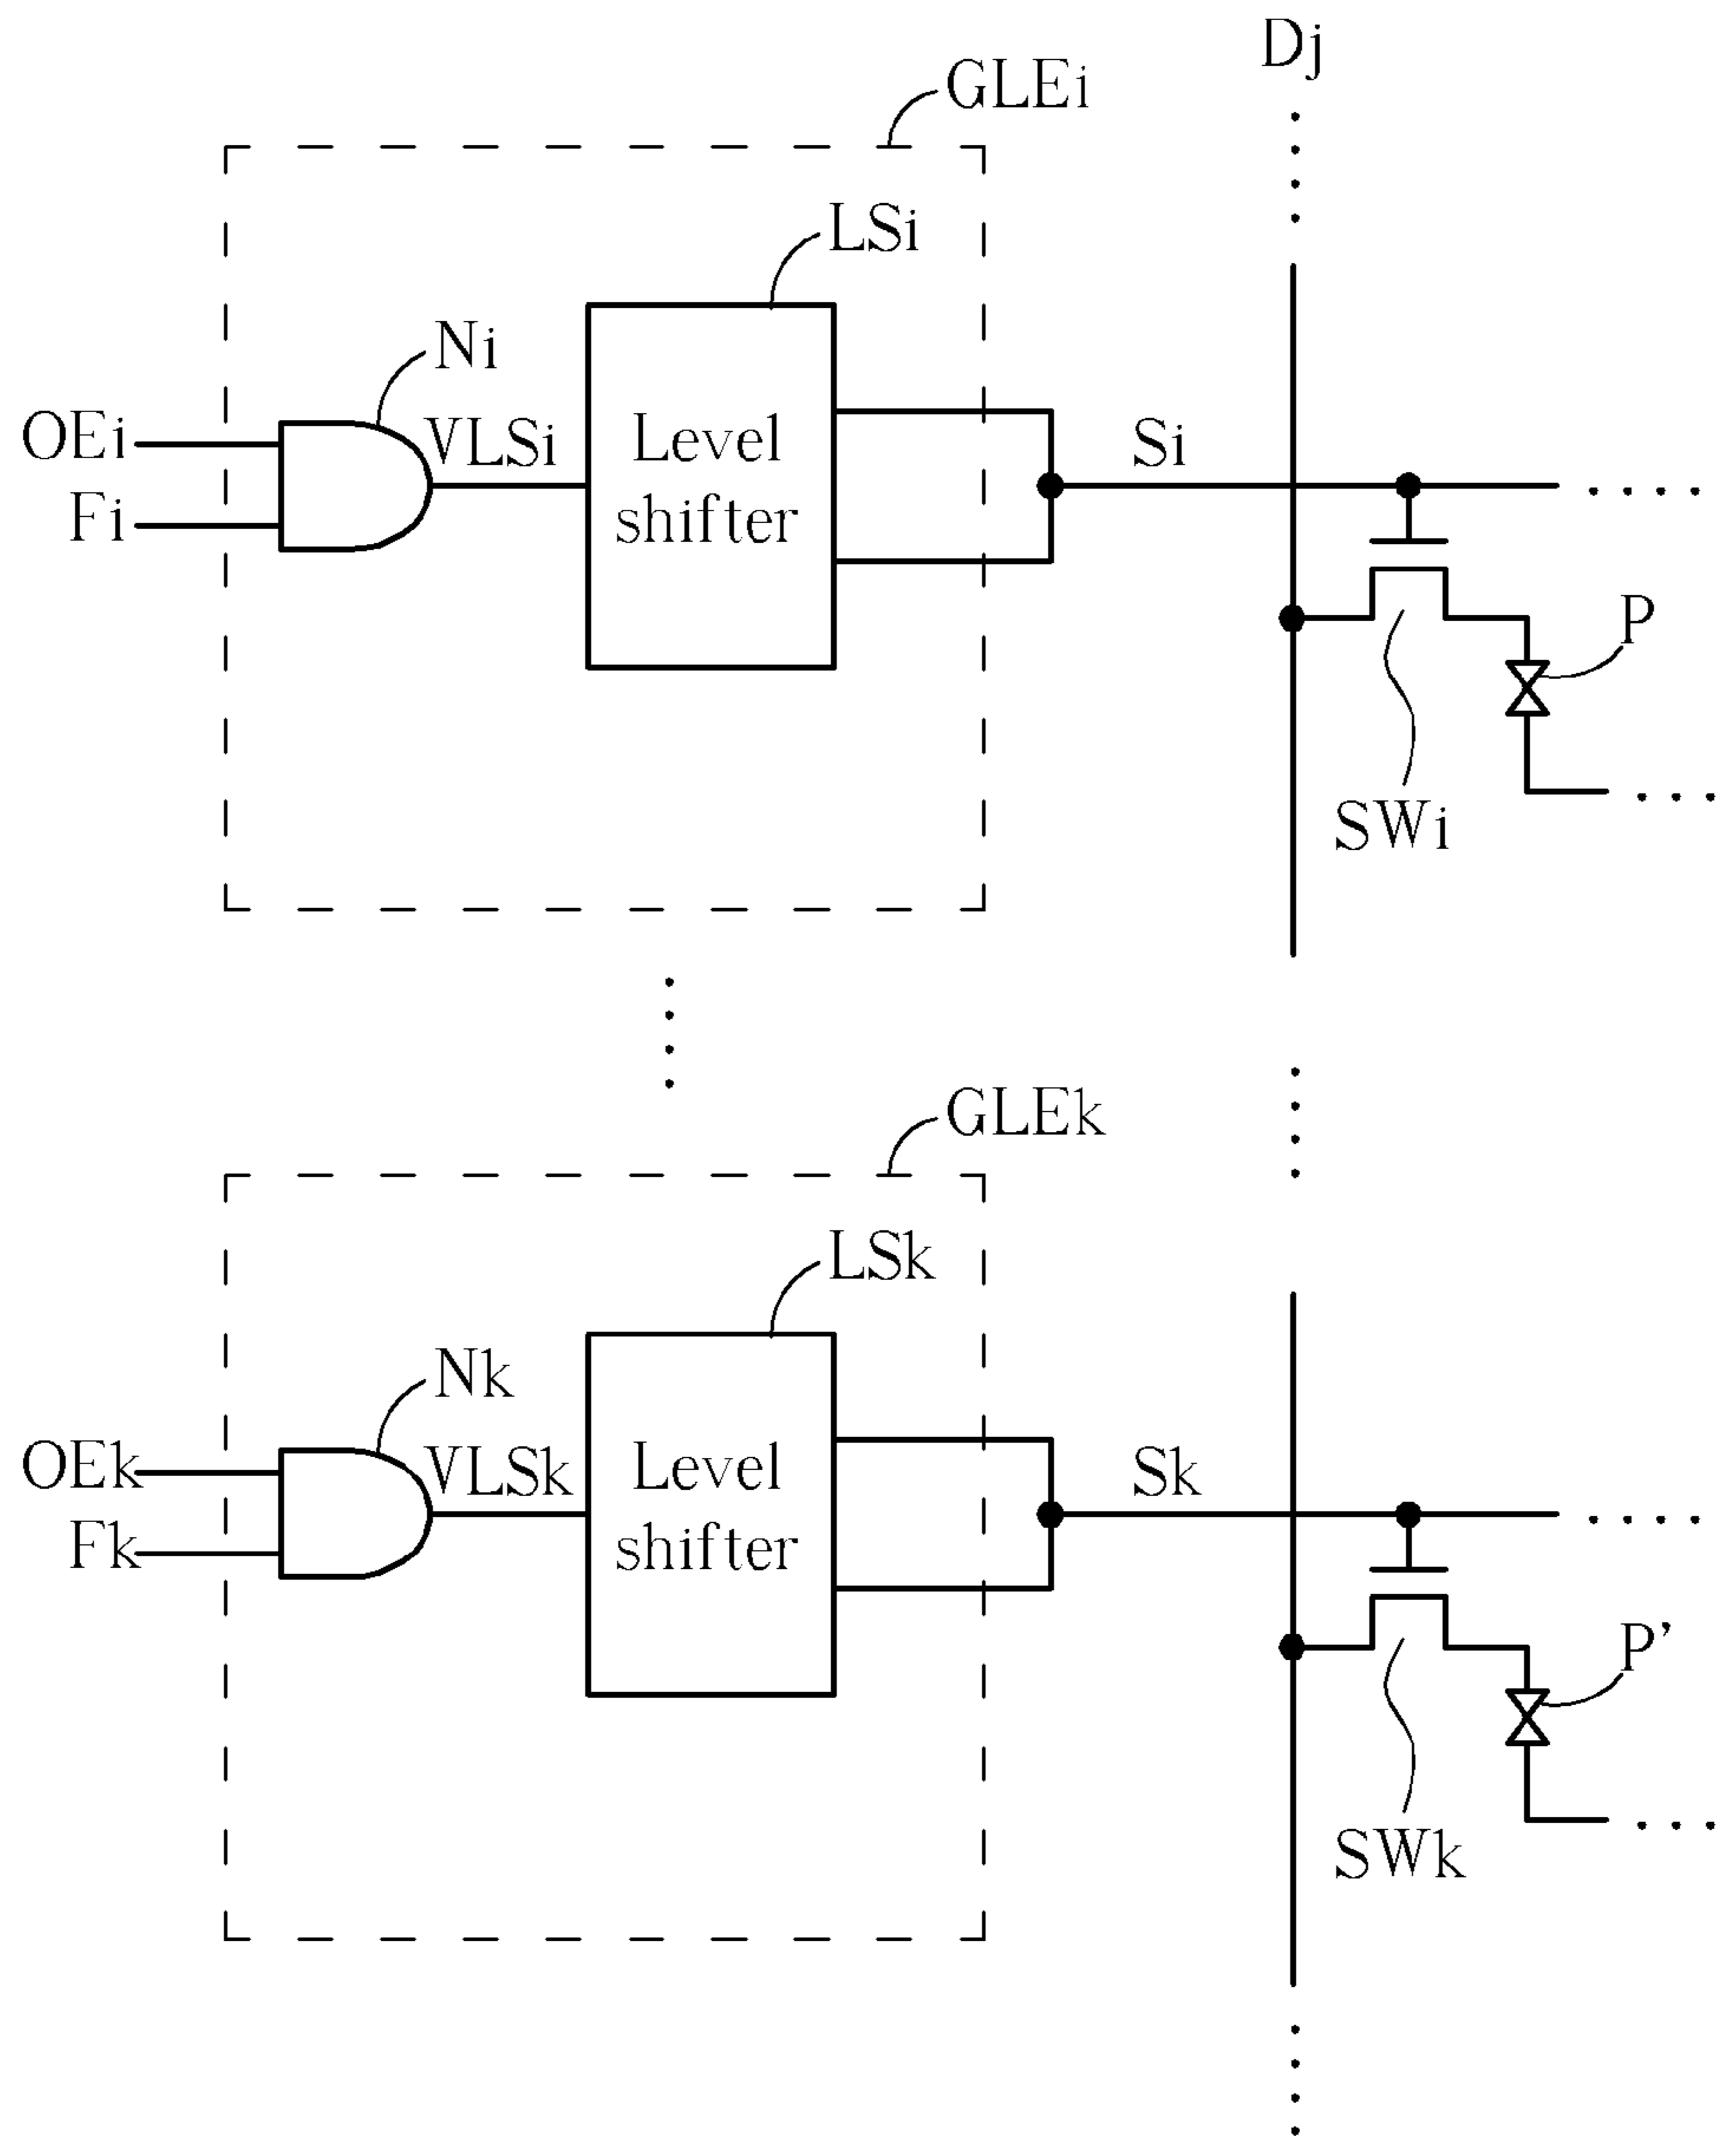 Dj
GLEi
LSi
Ni
OEi
VLSi
Level
shifter
Si
Fi
P
SWi
GLEk
LSk
Nk
OEk
VLSk
Level
shifter
Sk
Fk
P’
SWk